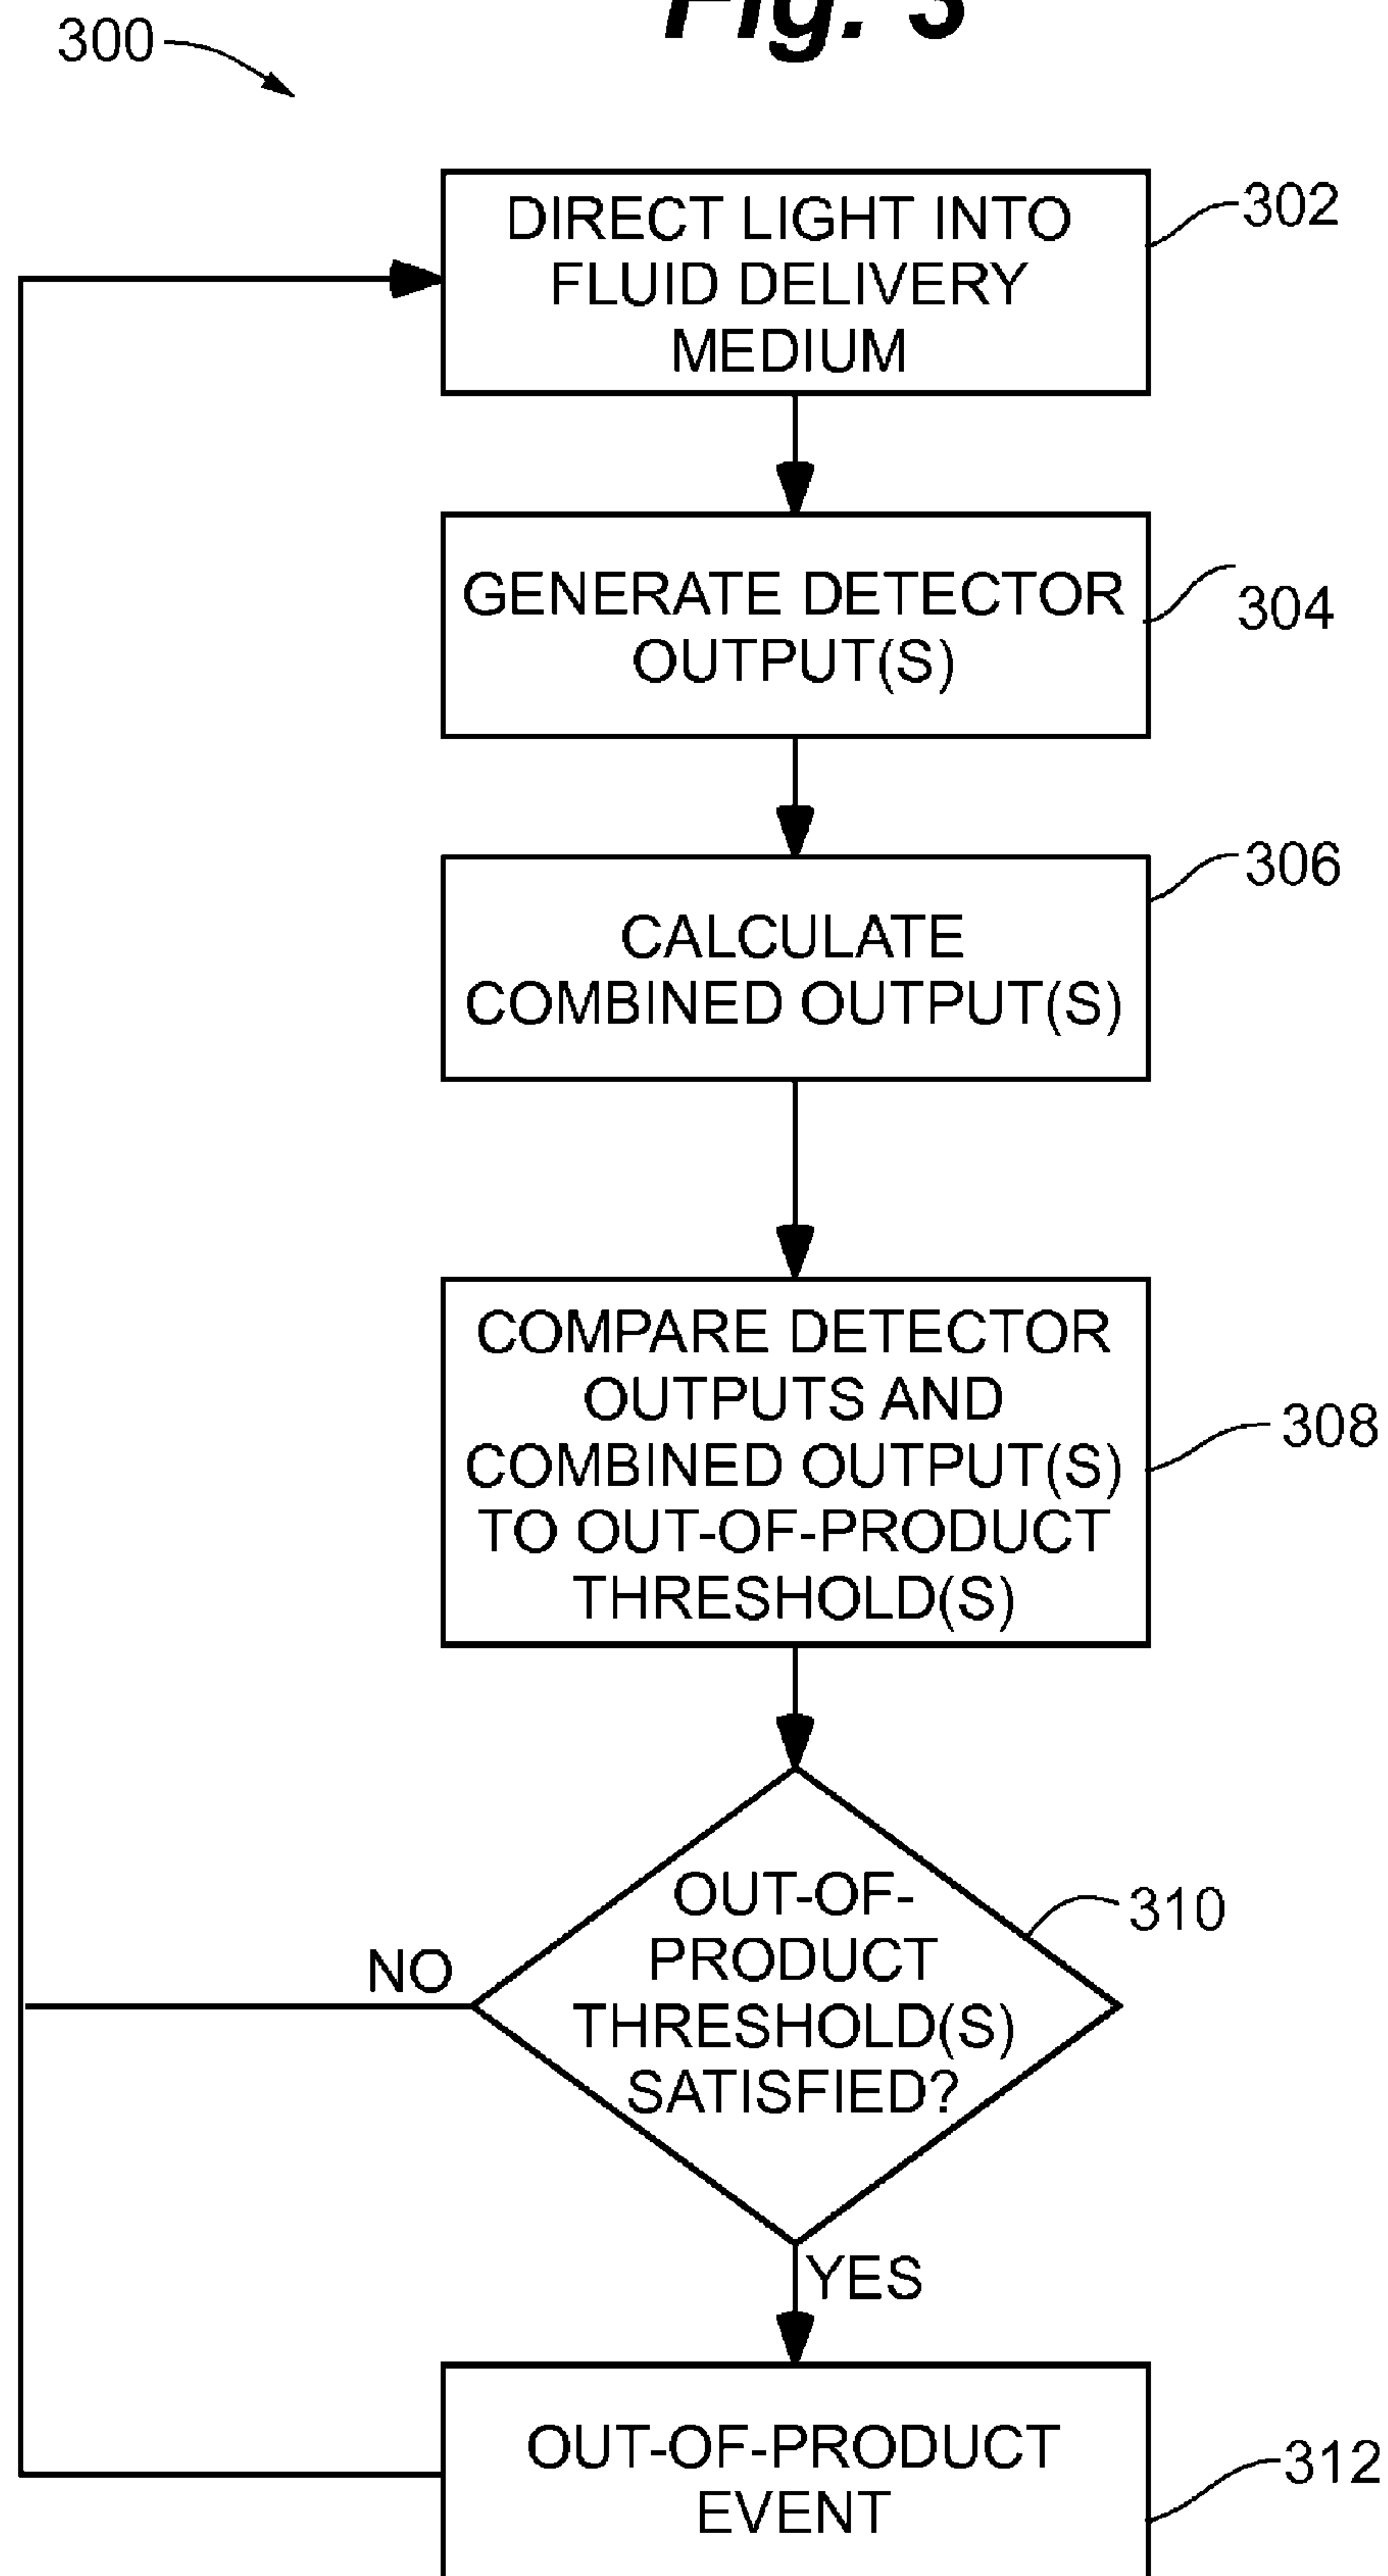 Fig. 3
300
DIRECT LIGHT INTO
FLUID DELIVERY
MEDIUM
302
GENERATE DETECTOR
OUTPUT(S)
304
CALCULATE
COMBINED OUTPUT(S)
306
COMPARE DETECTOR
OUTPUTS AND
COMBINED OUTPUT(S)
TO OUT-OF-PRODUCT
THRESHOLD(S)
308
OUT-OF-
PRODUCT
THRESHOLD(S)
SATISFIED?
310
NO
YES
OUT-OF-PRODUCT
EVENT
312